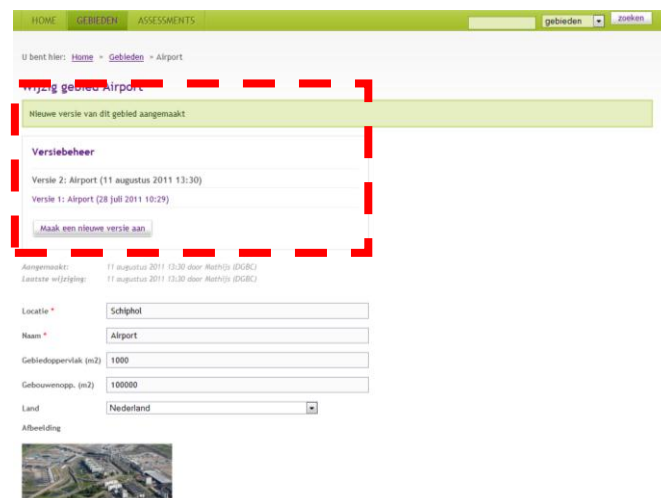 HOME GEBIEDEN ASSESSMENTS gebieden zoeken
U bent hier: Home » Gebieden » Airport
Wijzig gebied Airport
Nieuwe versie van dit gebied aangemaakt
Versiebeheer
Versie 2: Airport (11 augustus 2011 13:30)
Versie 1: Airport (28 juli 2011 10:29)
Maak een nieuwe versie aan
Aangemaakt: 11 augustus 2011 13:30 door Mathijs (DGBC)
Laatste wijziging: 11 augustus 2011 13:30 door Mathijs (DGBC)
Locatie * Schiphol
Naam * Airport
Gebiedoppervlak (m2) 1000
Gebouwenopp. (m2) 100000
Land Nederland
Afbeelding